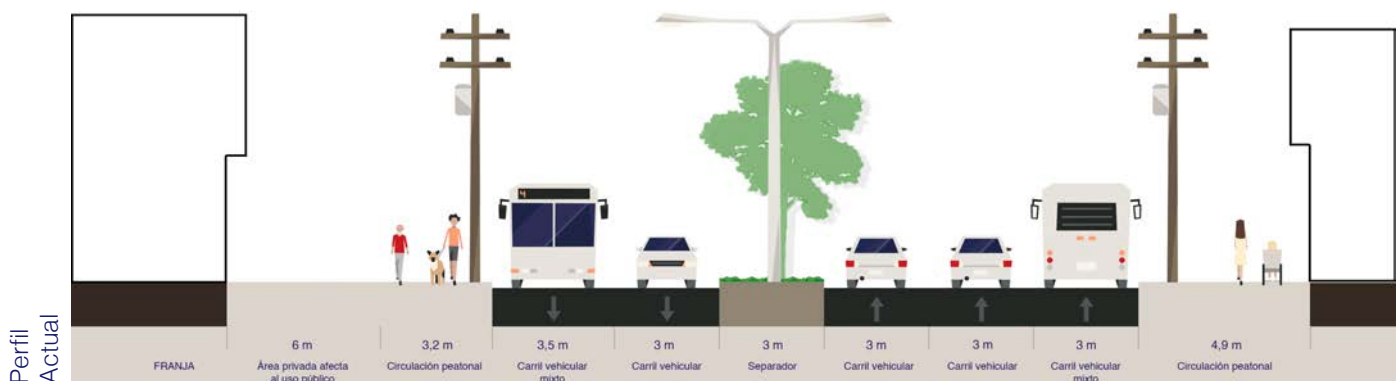 4
Perfil
Actual
6 m
3,2 m
3,5 m
3 m
3 m
3 m
3 m
3 m
4,9 m
FRANJA
Área privada afecta
al uso público
Circulación peatonal
Carril vehicular
mixto
Carril vehicular
Separador
Carril vehicular
Carril vehicular
Carril vehicular
mixto
Circulación peatonal